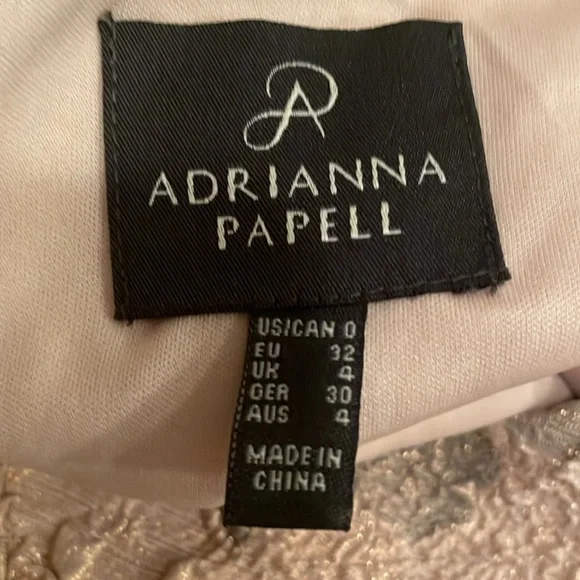 ADRIANNA
PAPELL
US|CAN 0
EU 32
UK 4
GER 30
AUS 4
MADE IN
CHINA